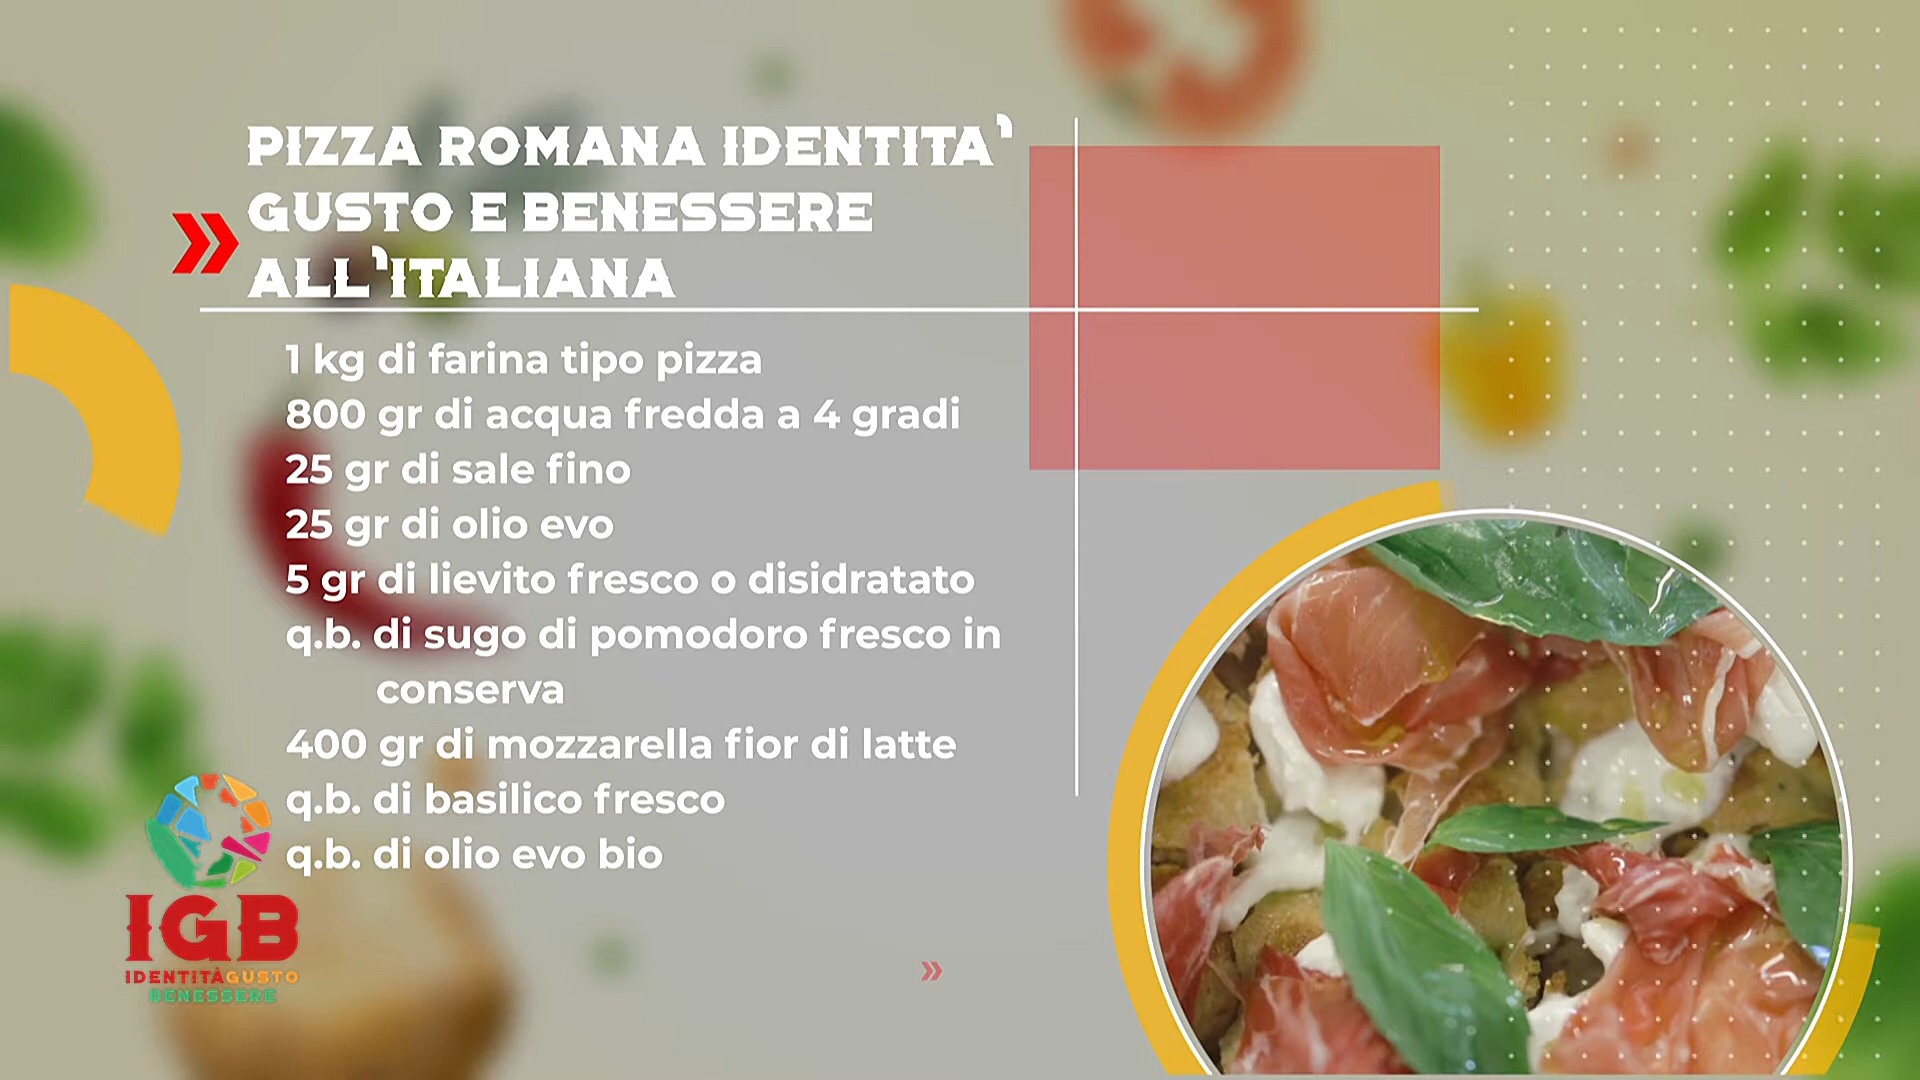 PIZZA ROMANA IDENTITA'
GUSTO E BENESSERE
ALL'ITALIANA
1 kg di farina tipo pizza
800 gr di acqua fredda a 4 gradi
25 gr di sale fino
25 gr di olio evo
5 gr di lievito fresco o disidratato
q.b. di sugo di pomodoro fresco in
conserva
400 gr di mozzarella fior di latte
q.b. di basilico fresco
q.b. di olio evo bio
IGB
IDENTITÀGUSTO
BENESSERE